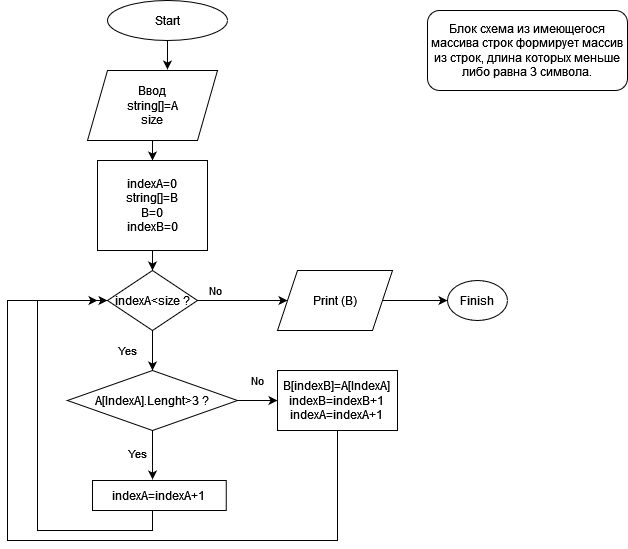 Start
Блок схема из имеющегося
массива строк формирует массив
из строк, длина которых меньше
либо равна 3 символа.
Ввод
string[]=A
size
indexA=0
string[]=B
B=0
indexB=0
indexA<size ?
No
Print (B)
Finish
Yes
A[IndexA].Lenght>3 ?
No
B[indexB]=A[IndexA]
indexB=indexB+1
indexA=indexA+1
Yes
indexA=indexA+1